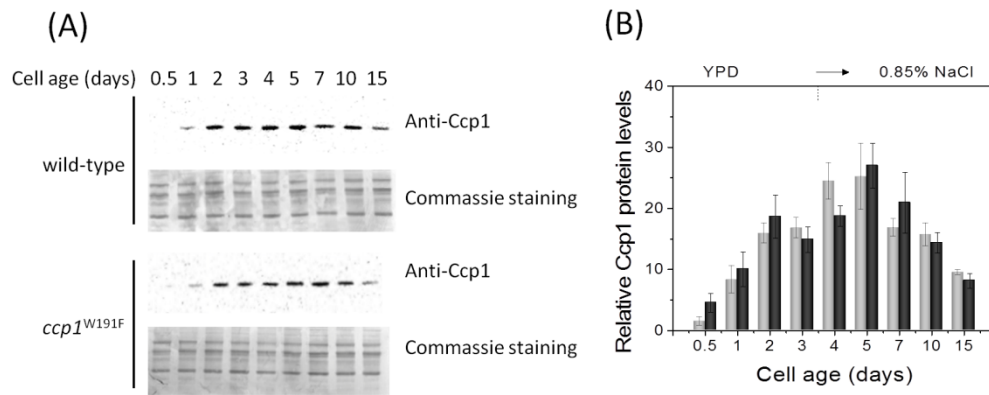 (A)
Cell age (days) 0.5 1 2 3 4 5 7 10 15
Anti-Ccp1
wild-type
Commassie staining
Anti-Ccp1
ccp1W191F
Commassie staining
(B)
YPD → 0.85% NaCl
40
30
20
10
0
Relative Ccp1 protein levels
0.5 1 2 3 4 5 7 10 15
Cell age (days)